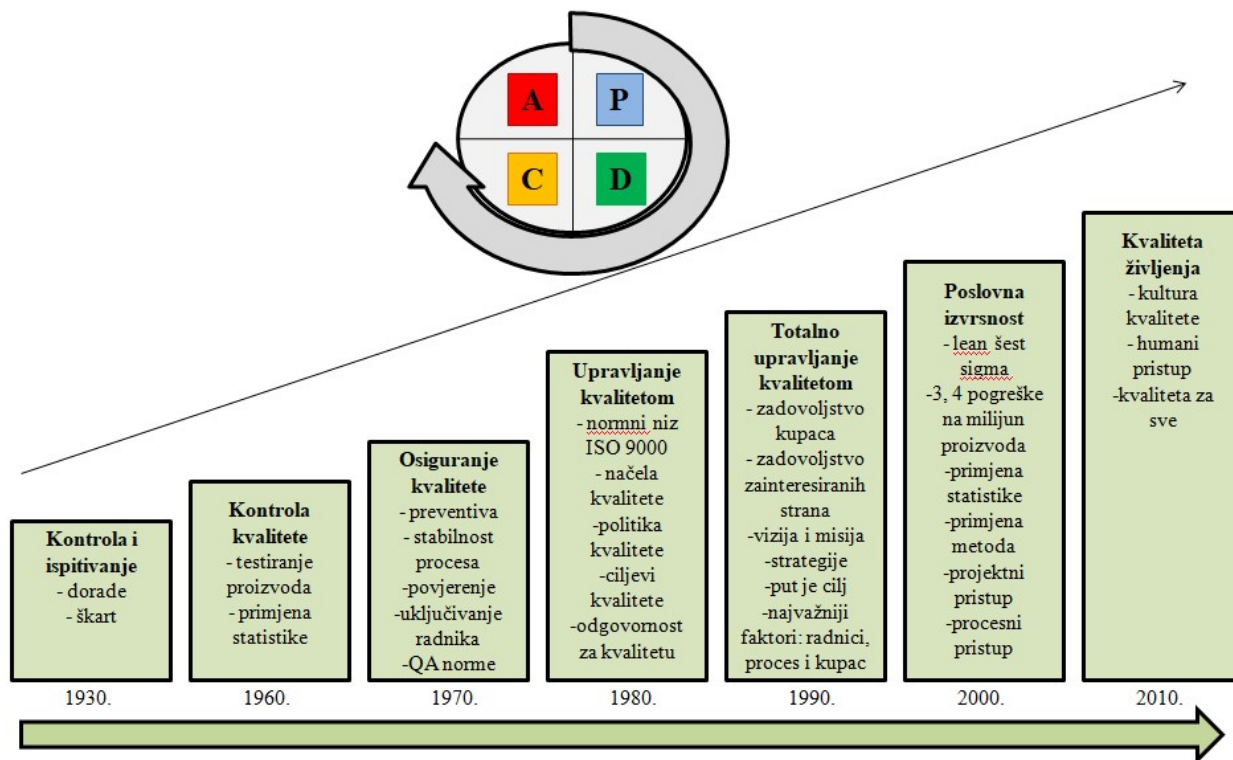 A
P
C
D
Kontrola i
ispitivanje
- dorade
- škart
Kontrola
kvalitete
- testiranje
proizvoda
- primjena
statistike
Osiguranje
kvalitete
- preventiva
- stabilnost
procesa
-povjerenje
-uključivanje
radnika
-QA norme
Upravljanje
kvalitetom
- normni niz
ISO 9000
- načela
kvalitete
-politika
kvalitete
-ciljevi
kvalitete
-odgovornost
za kvalitetu
Totalno
upravljanje
kvalitetom
- zadovoljstvo
kupaca
- zadovoljstvo
zainteresiranih
strana
-vizija i misija
-strategije
-put je cilj
-najvažniji
faktori: radnici,
proces i kupac
Poslovna
izvrsnost
- lean šest
sigma
-3, 4 pogreške
na milijun
proizvoda
-primjena
statistike
-primjena
metoda
-projektni
pristup
-procesni
pristup
Kvaliteta
življenja
- kultura
kvalitete
- humani
pristup
-kvaliteta za
sve
1930.
1960.
1970.
1980.
1990.
2000.
2010.